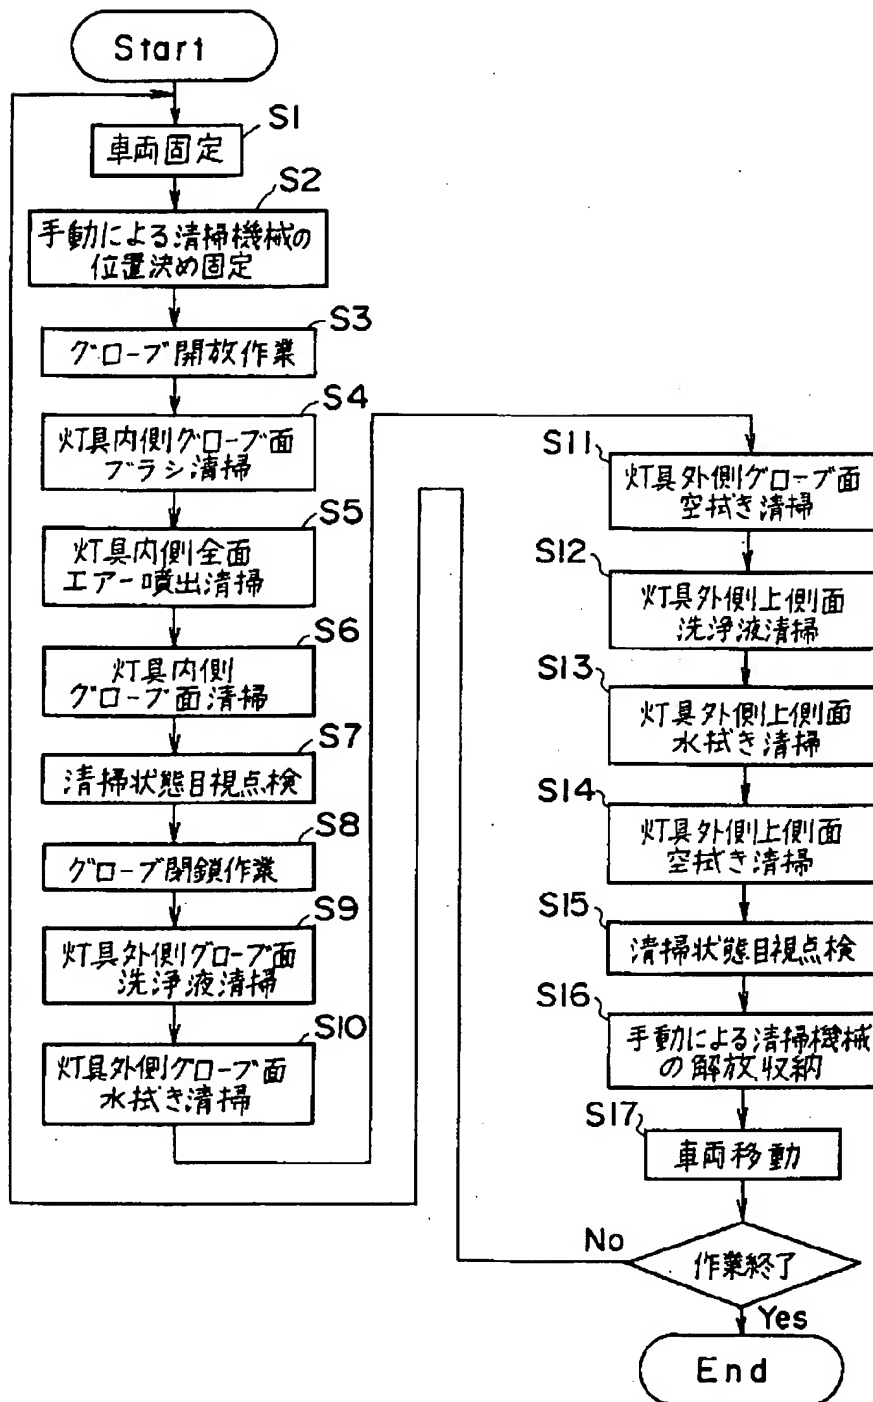 Start
S1
車両固定
S2
手動による清掃機械の
位置決め固定
S3
グローブ開放作業
S4
灯具内側グローブ面
ブラシ清掃
S5
灯具内側全面
エアー噴出清掃
S6
灯具内側
グローブ面清掃
S7
清掃状態目視点検
S8
グローブ閉鎖作業
S9
灯具外側グローブ面
洗浄液清掃
S10
灯具外側グローブ面
水拭き清掃
S11
灯具外側グローブ面
空拭き清掃
S12
灯具外側上側面
洗浄液清掃
S13
灯具外側上側面
水拭き清掃
S14
灯具外側上側面
空拭き清掃
S15
清掃状態目視点検
S16
手動による清掃機械
の解放収納
S17
車両移動
No
作業終了
Yes
End